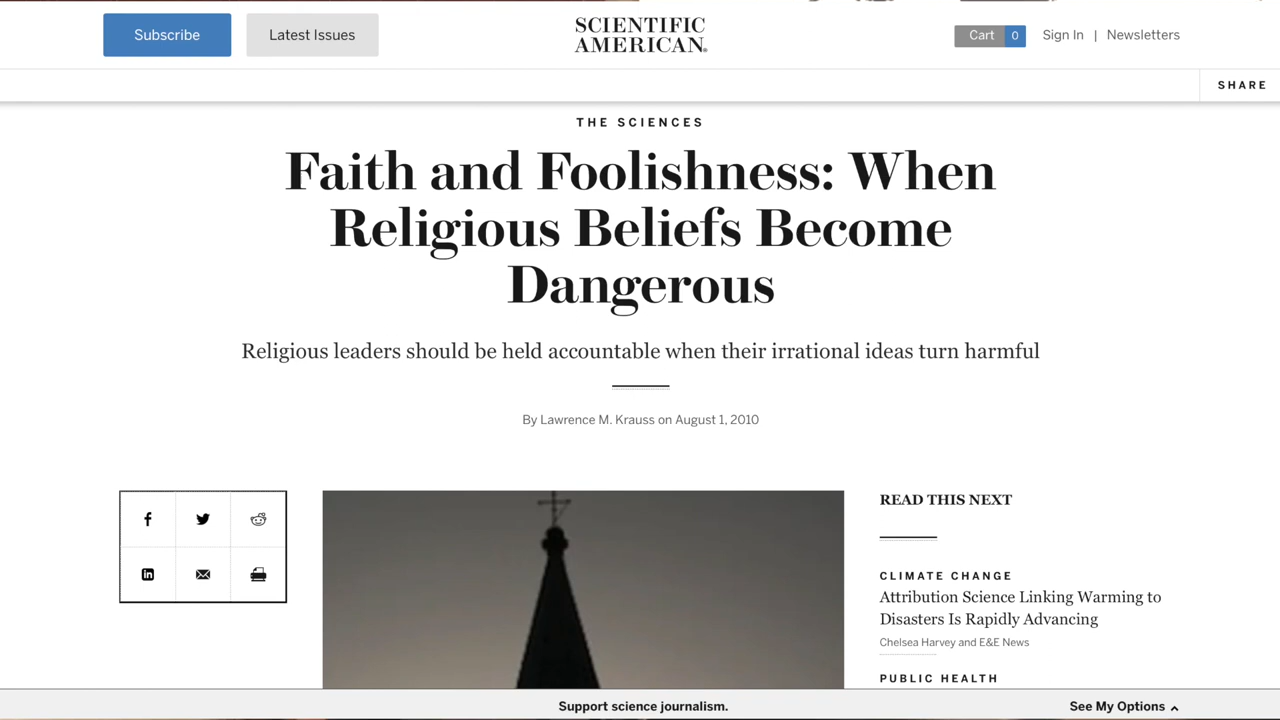 Subscribe
Latest Issues
SCIENTIFIC
AMERICAN®
Cart 0
Sign In | Newsletters
SHARE
THE SCIENCES
Faith and Foolishness: When
Religious Beliefs Become
Dangerous
Religious leaders should be held accountable when their irrational ideas turn harmful
By Lawrence M. Krauss on August 1, 2010
READ THIS NEXT
CLIMATE CHANGE
Attribution Science Linking Warming to
Disasters Is Rapidly Advancing
Chelsea Harvey and E&E News
PUBLIC HEALTH
Support science journalism.
See My Options